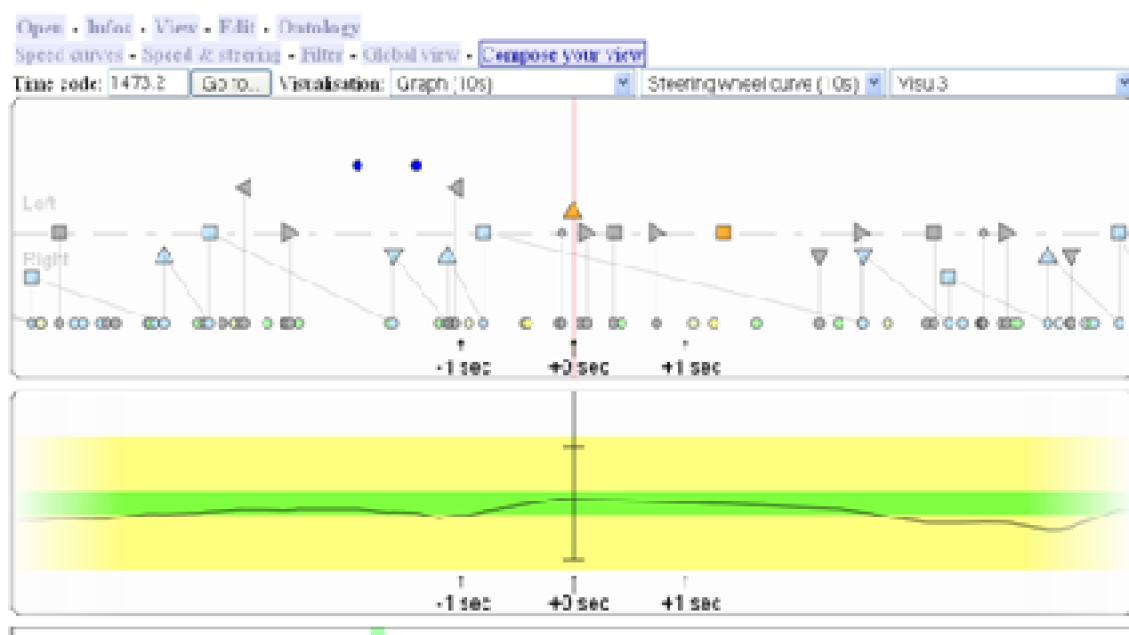 Open • Infos • View • Edit • Ontology
Speed curves • Speed & steering • Filter • Global view • Compose your view
Time code: 1473.2 Go to... Visualisation: Graph (10s) Steering wheel curve (10s) Visu 3
Left
Right
-1 sec +0 sec +1 sec
-1 sec +0 sec +1 sec